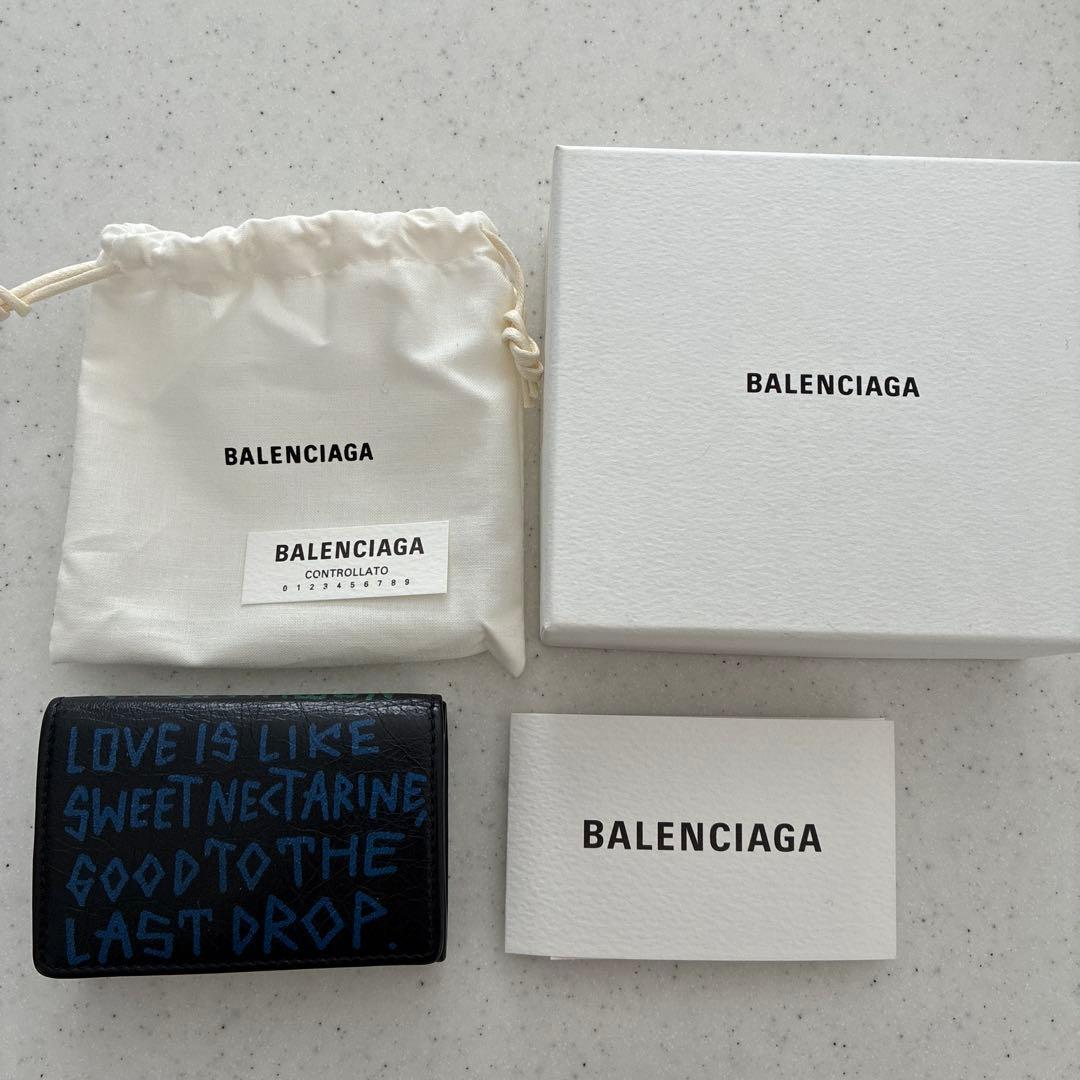 BALENCIAGA
BALENCIAGA
BALENCIAGA
CONTROLLATO
0 1 2 3 4 5 6 7 8 9
LOVE IS LIKE
SWEET NECTARINE,
GOOD TO THE
LAST DROP.
BALENCIAGA